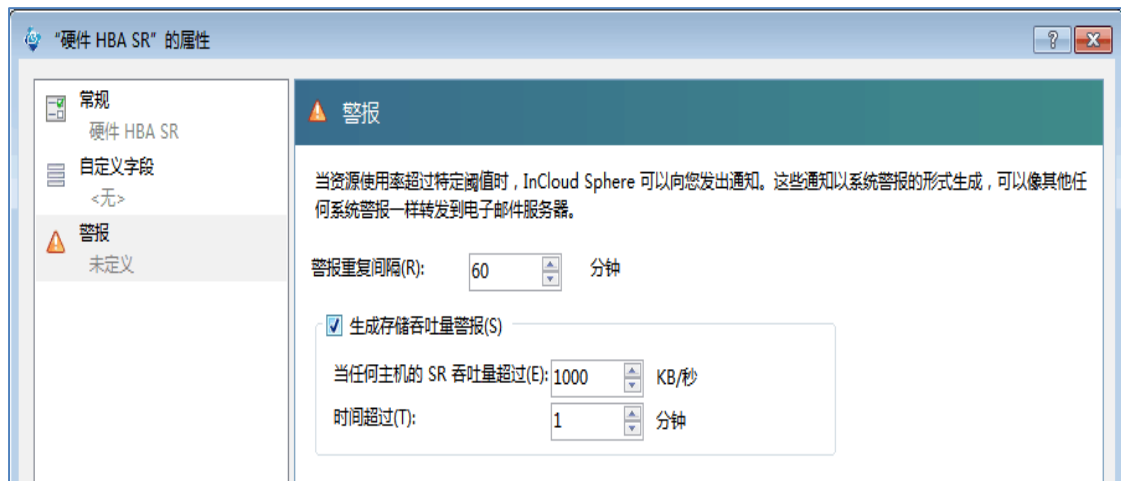 “硬件 HBA SR” 的属性
常规
硬件 HBA SR
自定义字段
<无>
警报
未定义
警报
当资源使用率超过特定阈值时，InCloud Sphere 可以向您发出通知。这些通知以系统警报的形式生成，可以像其他任
何系统警报一样转发到电子邮件服务器。
警报重复间隔(R): 60 分钟
生成存储吞吐量警报(S)
当任何主机的 SR 吞吐量超过(E): 1000 KB/秒
时间超过(T): 1 分钟